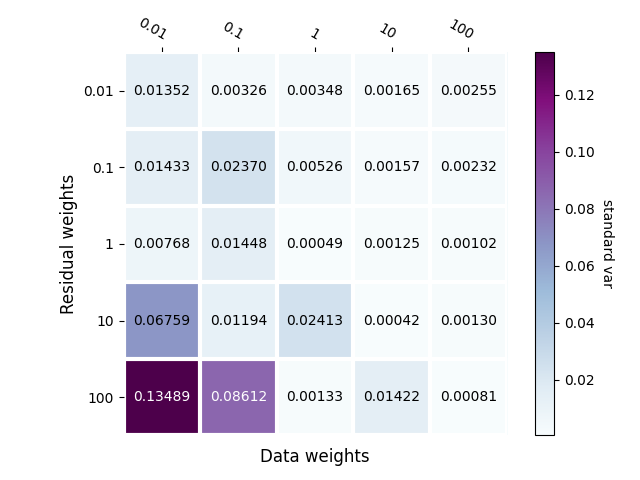 0.01 0.1 1 10 100
0.01 0.01352 0.00326 0.00348 0.00165 0.00255
0.1 0.01433 0.02370 0.00526 0.00157 0.00232
1 0.00768 0.01448 0.00049 0.00125 0.00102
10 0.06759 0.01194 0.02413 0.00042 0.00130
100 0.13489 0.08612 0.00133 0.01422 0.00081
Residual weights
Data weights
0.12
0.10
0.08
0.06
0.04
0.02
standard var